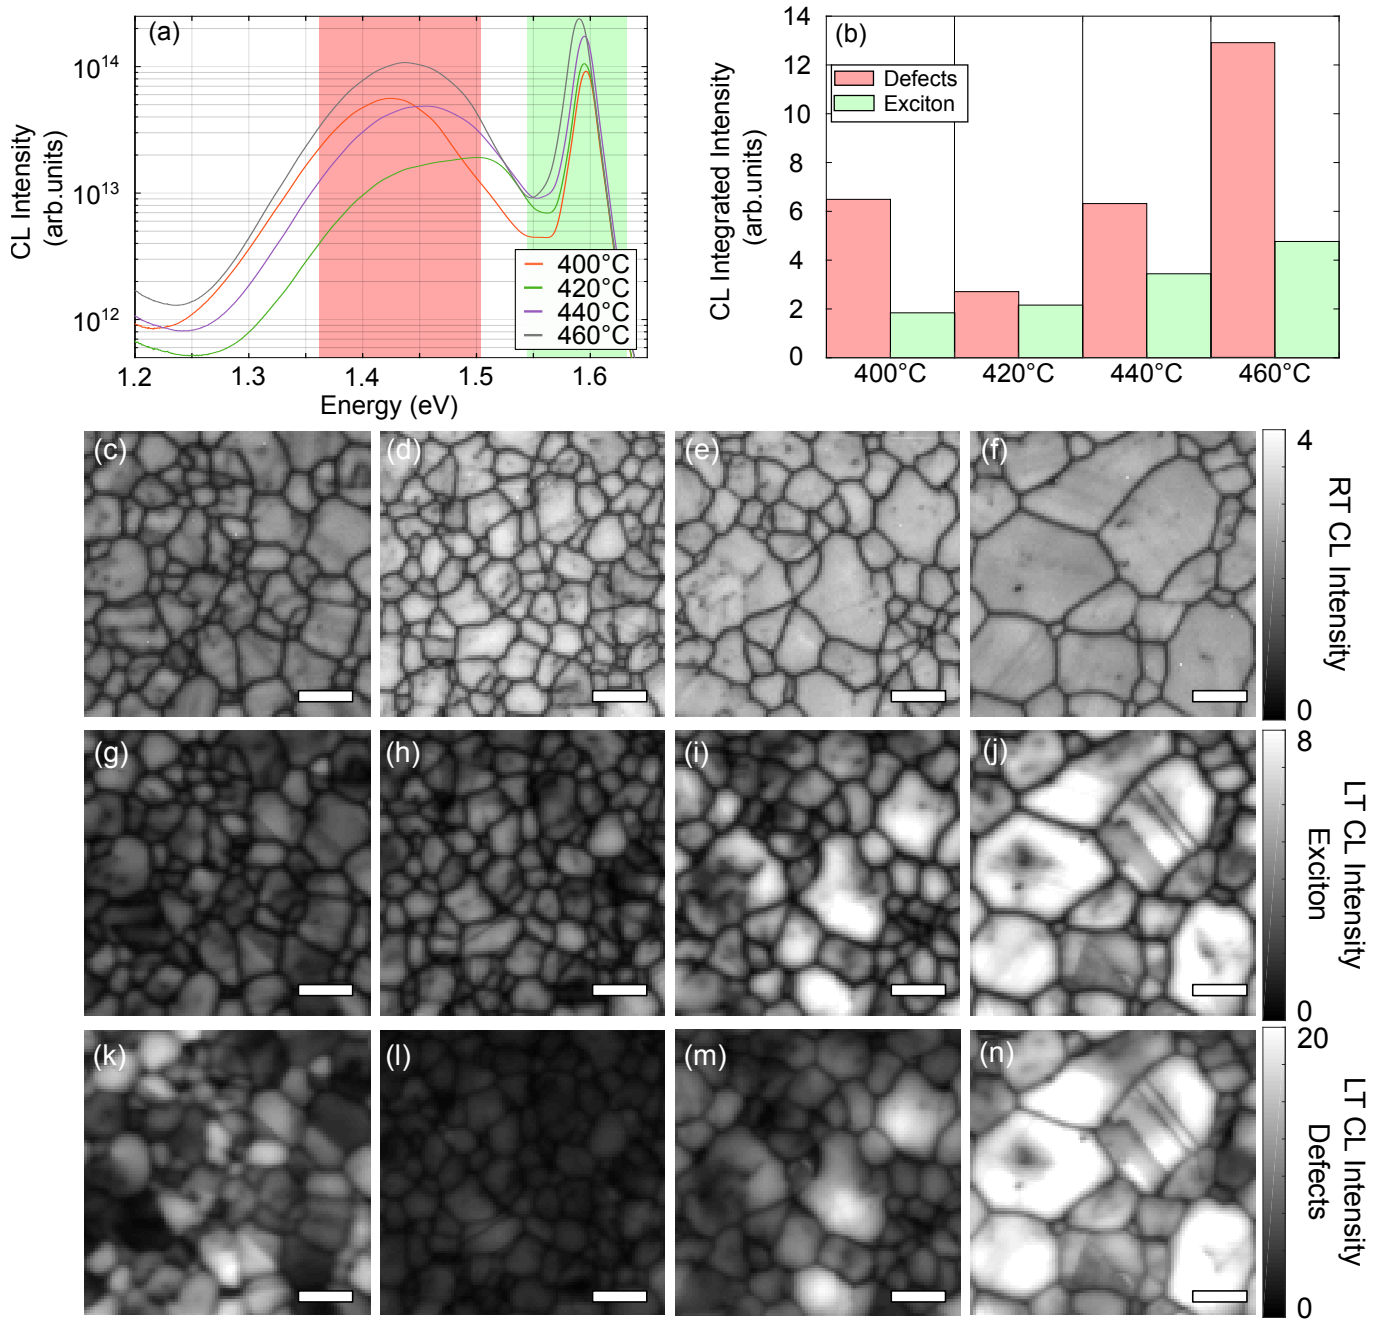 (a)
CL Intensity
(arb.units)
10^14
10^13
10^12
400°C
420°C
440°C
460°C
1.2 1.3 1.4 1.5 1.6
Energy (eV)
(b)
CL Integrated Intensity
(arb.units)
14
12
10
8
6
4
2
0
Defects
Exciton
400°C 420°C 440°C 460°C
(c) (d) (e) (f)
4
0
RT CL Intensity
(g) (h) (i) (j)
8
0
LT CL Intensity
Exciton
(k) (l) (m) (n)
20
0
LT CL Intensity
Defects